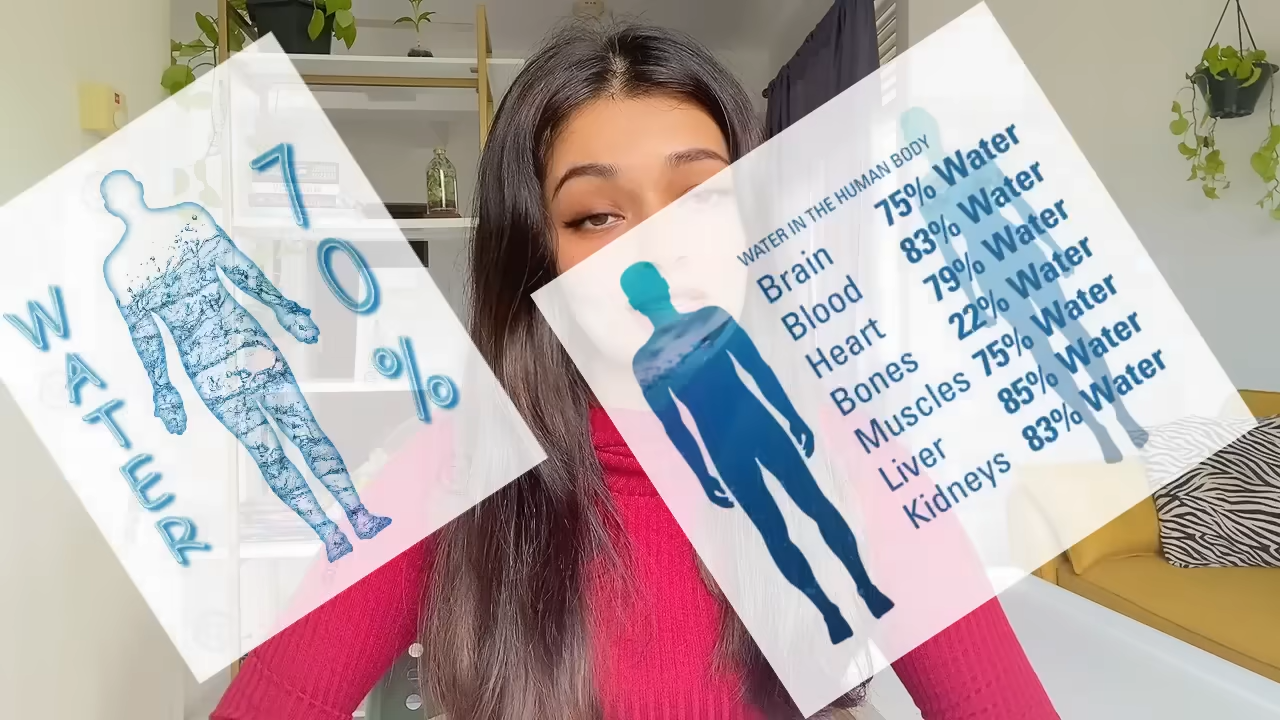 WATER
70%
WATER IN THE HUMAN BODY
Brain 75% Water
Blood 83% Water
Heart 79% Water
Bones 22% Water
Muscles 75% Water
Liver 85% Water
Kidneys 83% Water